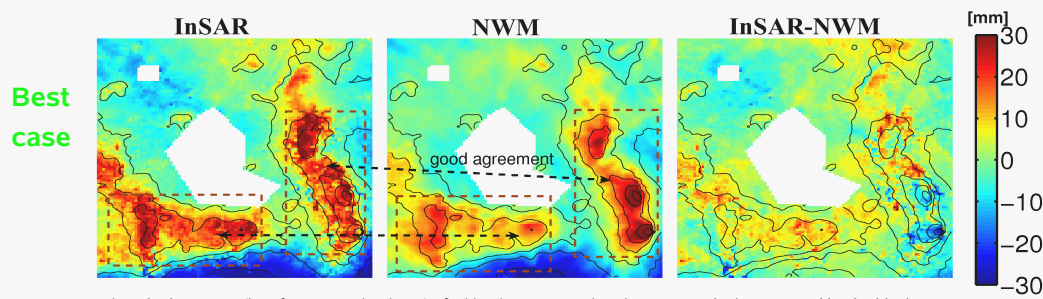 InSAR
NWM
InSAR-NWM
[mm]
Best
case
good agreement
30
20
10
0
−10
−20
−30